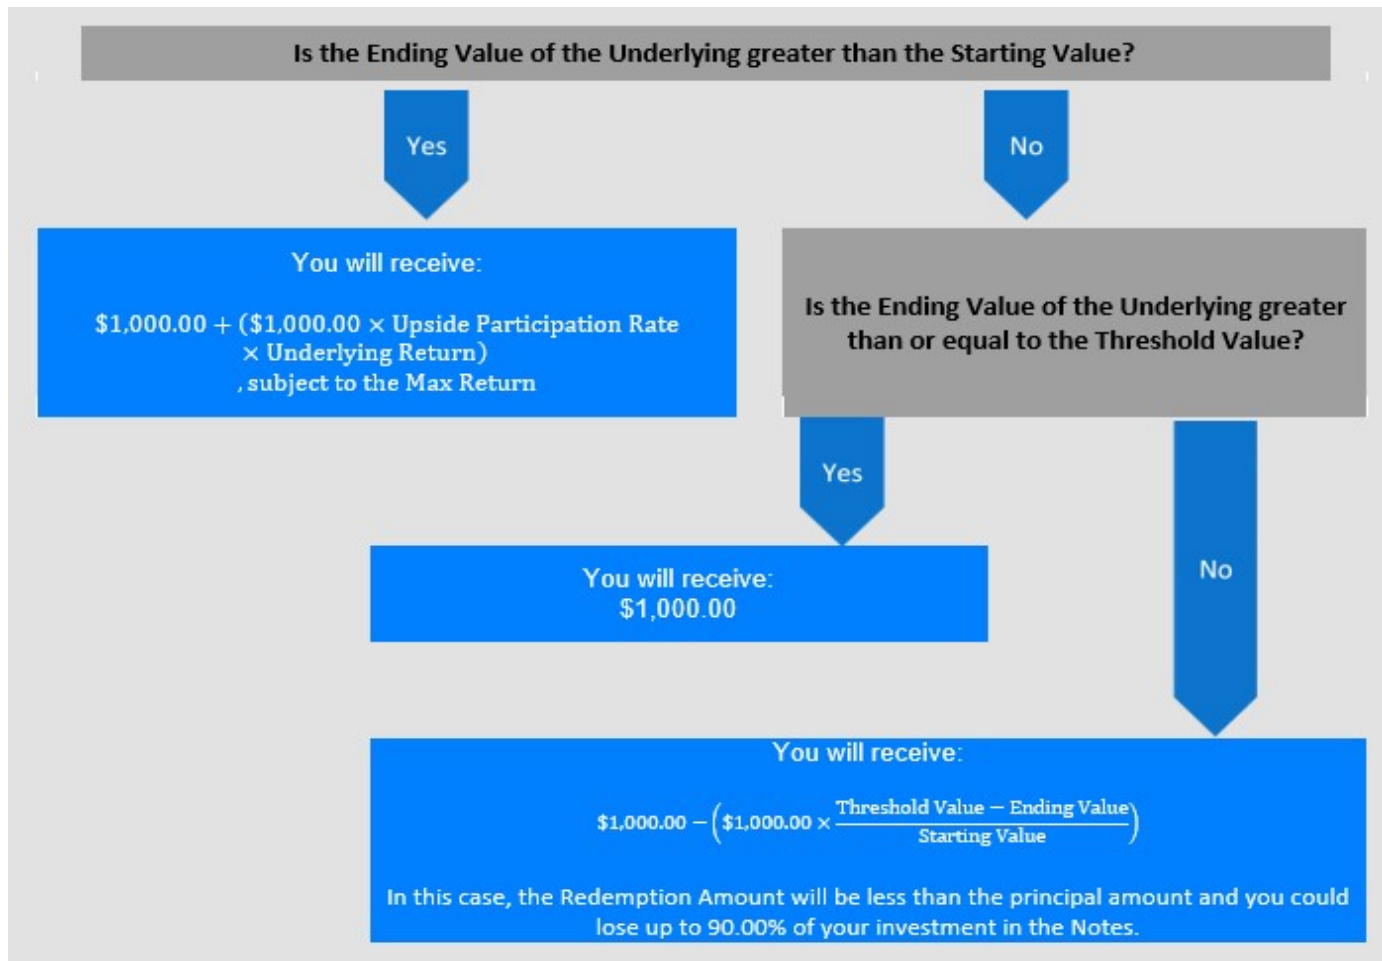 Is the Ending Value of the Underlying greater than the Starting Value?
Yes
No
You will receive:
$1,000.00 + ($1,000.00 × Upside Participation Rate
× Underlying Return)
, subject to the Max Return
Is the Ending Value of the Underlying greater
than or equal to the Threshold Value?
Yes
No
You will receive:
$1,000.00
You will receive:
$1,000.00 − ($1,000.00 × (Threshold Value − Ending Value) / Starting Value)
In this case, the Redemption Amount will be less than the principal amount and you could
lose up to 90.00% of your investment in the Notes.